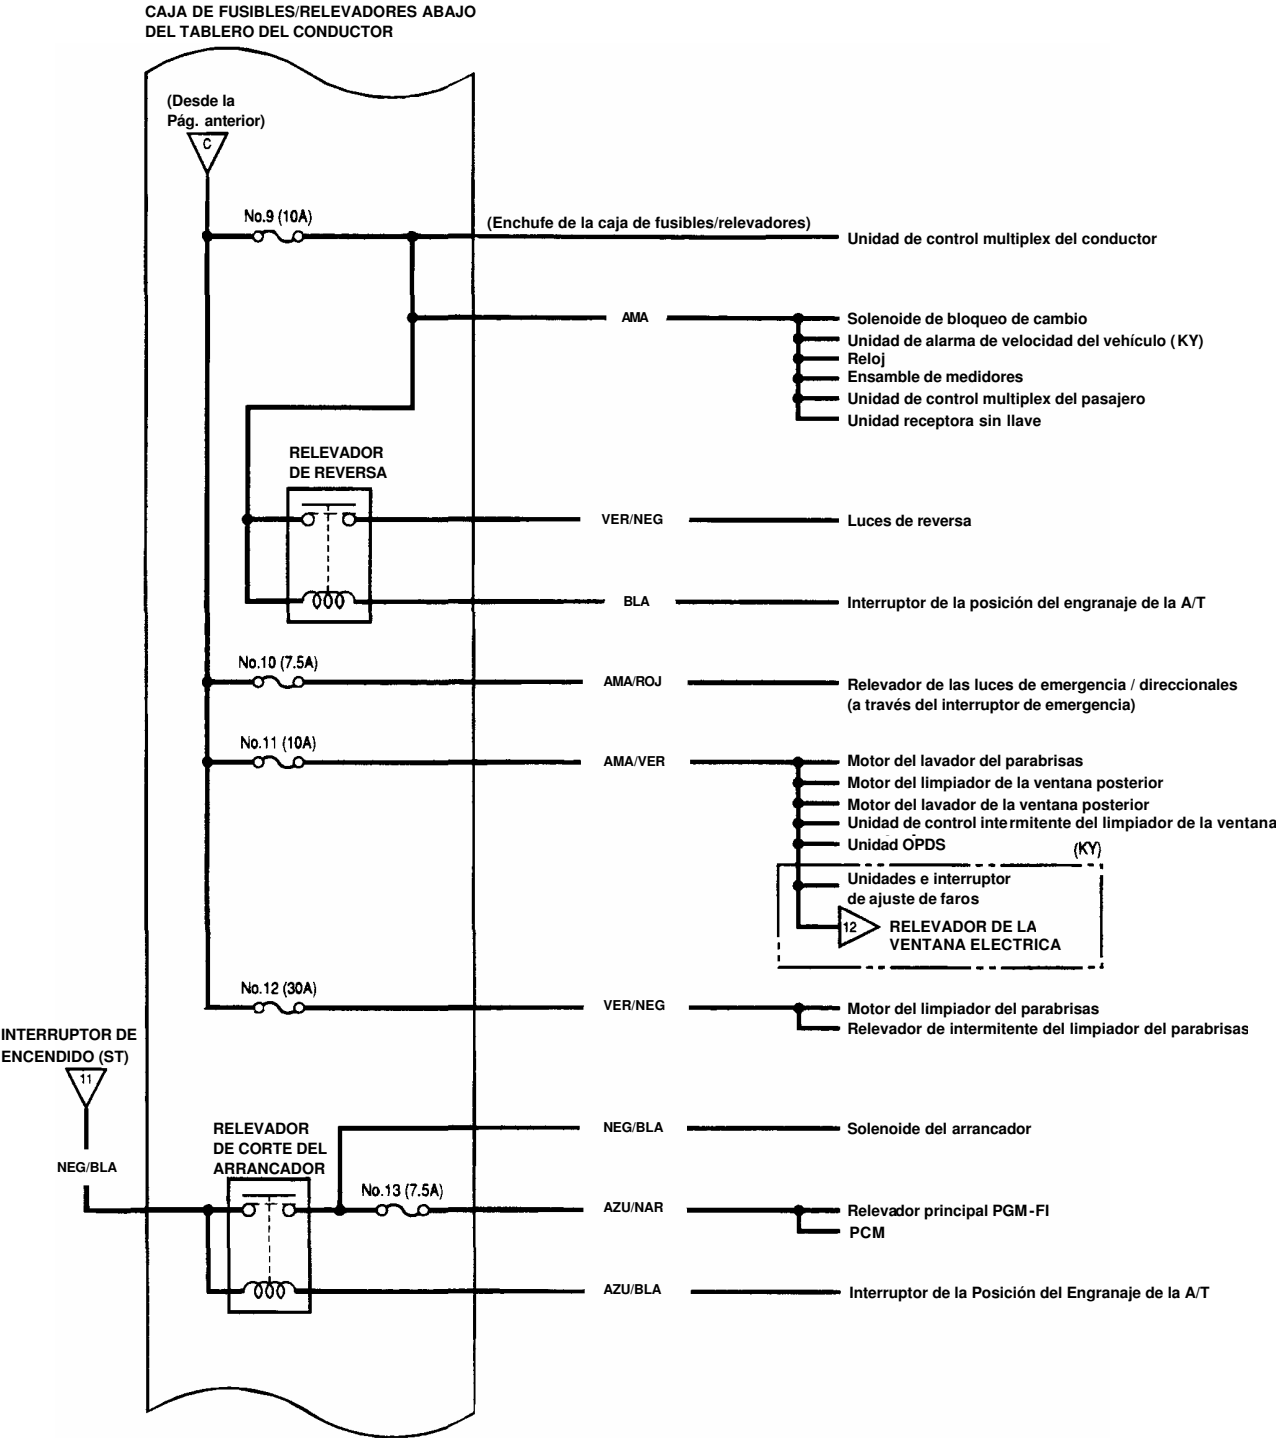 CAJA DE FUSIBLES/RELEVADORES ABAJO
DEL TABLERO DEL CONDUCTOR
(Desde la
Pág. anterior)
C
No.9 (10A)
(Enchufe de la caja de fusibles/relevadores)
Unidad de control multiplex del conductor
AMA
Solenoide de bloqueo de cambio
Unidad de alarma de velocidad del vehículo (KY)
Reloj
Ensamble de medidores
Unidad de control multiplex del pasajero
Unidad receptora sin llave
RELEVADOR
DE REVERSA
VER/NEG
Luces de reversa
BLA
Interruptor de la posición del engranaje de la A/T
No.10 (7.5A)
AMA/ROJ
Relevador de las luces de emergencia / direccionales
(a través del interruptor de emergencia)
No.11 (10A)
AMA/VER
Motor del lavador del parabrisas
Motor del limpiador de la ventana posterior
Motor del lavador de la ventana posterior
Unidad de control intermitente del limpiador de la ventana
Unidad OPDS
(KY)
Unidades e interruptor
de ajuste de faros
12
RELEVADOR DE LA
VENTANA ELECTRICA
No.12 (30A)
VER/NEG
Motor del limpiador del parabrisas
Relevador de intermitente del limpiador del parabrisas
INTERRUPTOR DE
ENCENDIDO (ST)
11
NEG/BLA
RELEVADOR
DE CORTE DEL
ARRANCADOR
NEG/BLA
Solenoide del arrancador
No.13 (7.5A)
AZU/NAR
Relevador principal PGM-FI
PCM
AZU/BLA
Interruptor de la Posición del Engranaje de la A/T